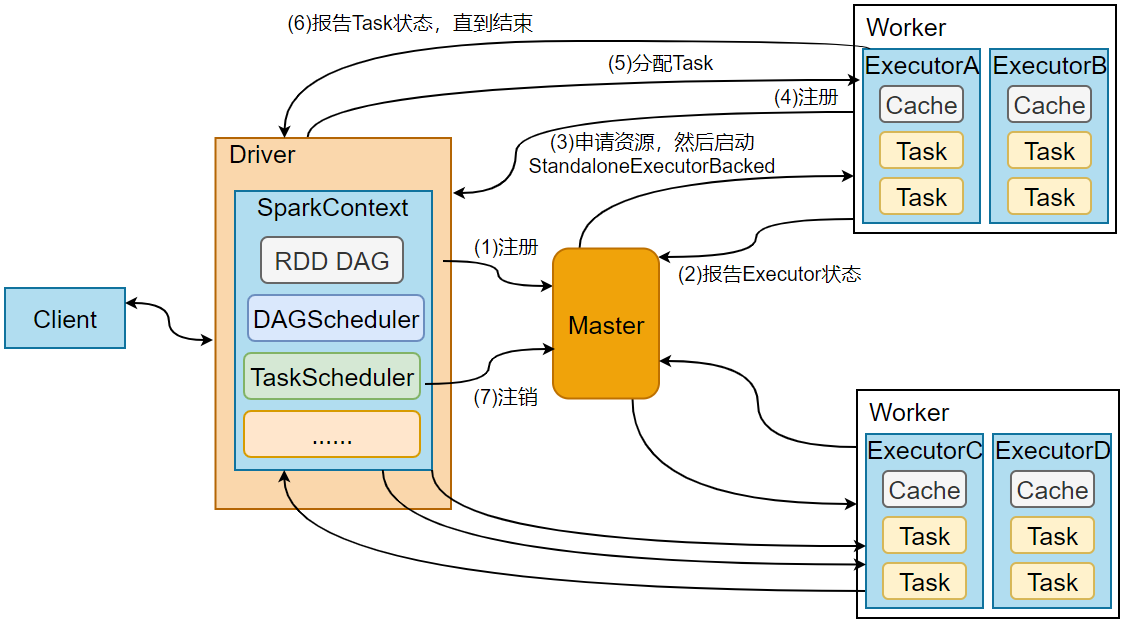 (6)报告Task状态，直到结束
(5)分配Task
(4)注册
(3)申请资源，然后启动
StandaloneExecutorBacked
(1)注册
(2)报告Executor状态
(7)注销
Client
Driver
SparkContext
RDD DAG
DAGScheduler
TaskScheduler
......
Master
Worker
ExecutorA
Cache
Task
Task
ExecutorB
Cache
Task
Task
Worker
ExecutorC
Cache
Task
Task
ExecutorD
Cache
Task
Task